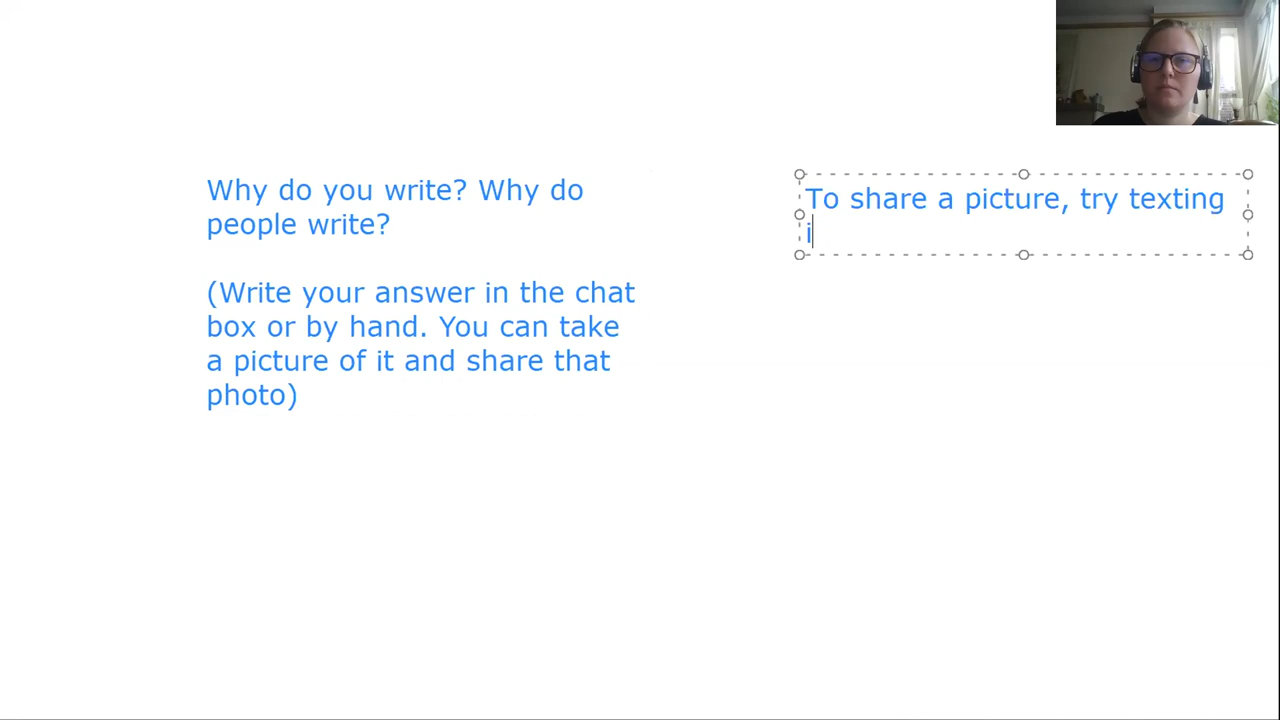 Why do you write? Why do
people write?
(Write your answer in the chat
box or by hand. You can take
a picture of it and share that
photo)
To share a picture, try texting
i